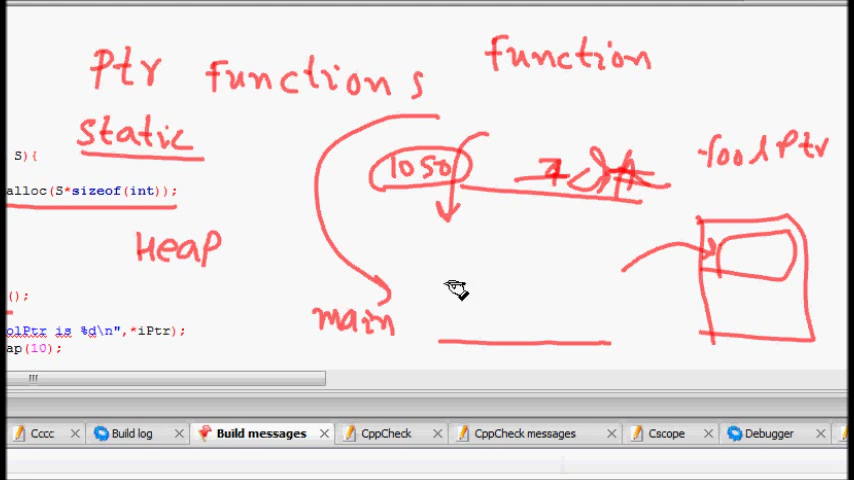 Ptr functions function
static
1050
foolPtr
S){
alloc(S*sizeof(int));
Heap
();
main
olPtr is %d\n",*iPtr);
ap(10);
Cccc Build log Build messages CppCheck CppCheck messages Cscope Debugger